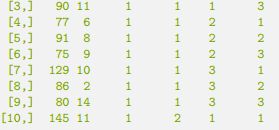 [3,] 90 11 1 1 1 3
[4,] 77 6 1 1 2 1
[5,] 91 8 1 1 2 2
[6,] 75 9 1 1 2 3
[7,] 129 10 1 1 3 1
[8,] 86 2 1 1 3 2
[9,] 80 14 1 1 3 3
[10,] 145 11 1 2 1 1